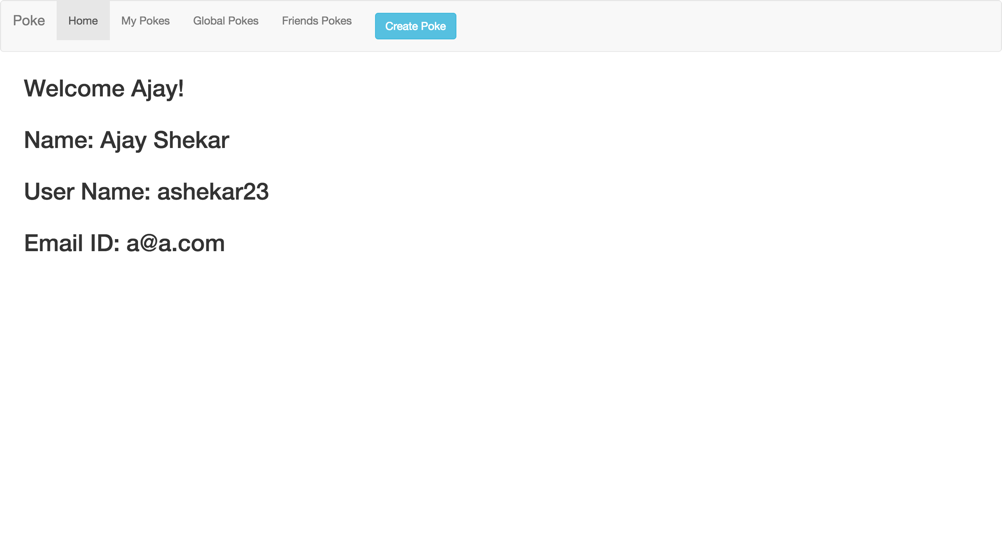 Poke Home My Pokes Global Pokes Friends Pokes Create Poke
Welcome Ajay!
Name: Ajay Shekar
User Name: ashekar23
Email ID: a@a.com